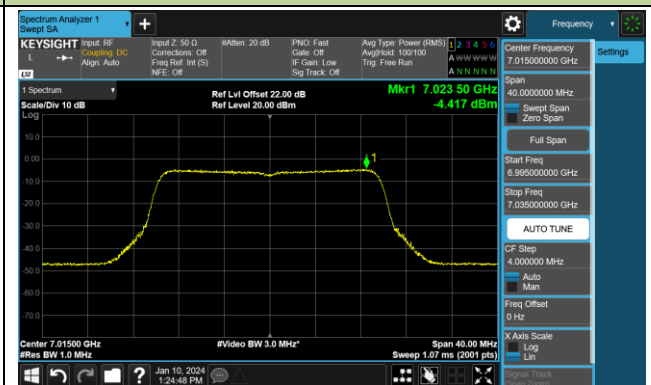 Spectrum Analyzer 1
Swept SA
+
Frequency
KEYSIGHT
Input: RF
Coupling: DC
Align: Auto
Input Z: 50 Ω
Corrections: Off
Freq Ref: Int (S)
NFE: Off
#Atten: 20 dB
PNO: Fast
Gate: Off
IF Gain: Low
Sig Track: Off
Avg Type: Power (RMS)
Avg|Hold: 100/100
Trig: Free Run
1 2 3 4 5 6
A W W W W W
A N N N N N
L
LXI
1 Spectrum
Scale/Div 10 dB
Log
Ref Lvl Offset 22.00 dB
Ref Level 20.00 dBm
Mkr1 7.023 50 GHz
-4.417 dBm
10.0
0.00
-10.0
-20.0
-30.0
-40.0
-50.0
-60.0
-70.0
1
Center 7.01500 GHz
#Res BW 1.0 MHz
#Video BW 3.0 MHz*
Span 40.00 MHz
Sweep 1.07 ms (2001 pts)
Center Frequency
7.015000000 GHz
Settings
Span
40.0000000 MHz
Swept Span
Zero Span
Full Span
Start Freq
6.995000000 GHz
Stop Freq
7.035000000 GHz
AUTO TUNE
CF Step
4.000000 MHz
Auto
Man
Freq Offset
0 Hz
X Axis Scale
Log
Lin
Signal Track
(Span Zoom)
?
Jan 10, 2024
1:24:48 PM